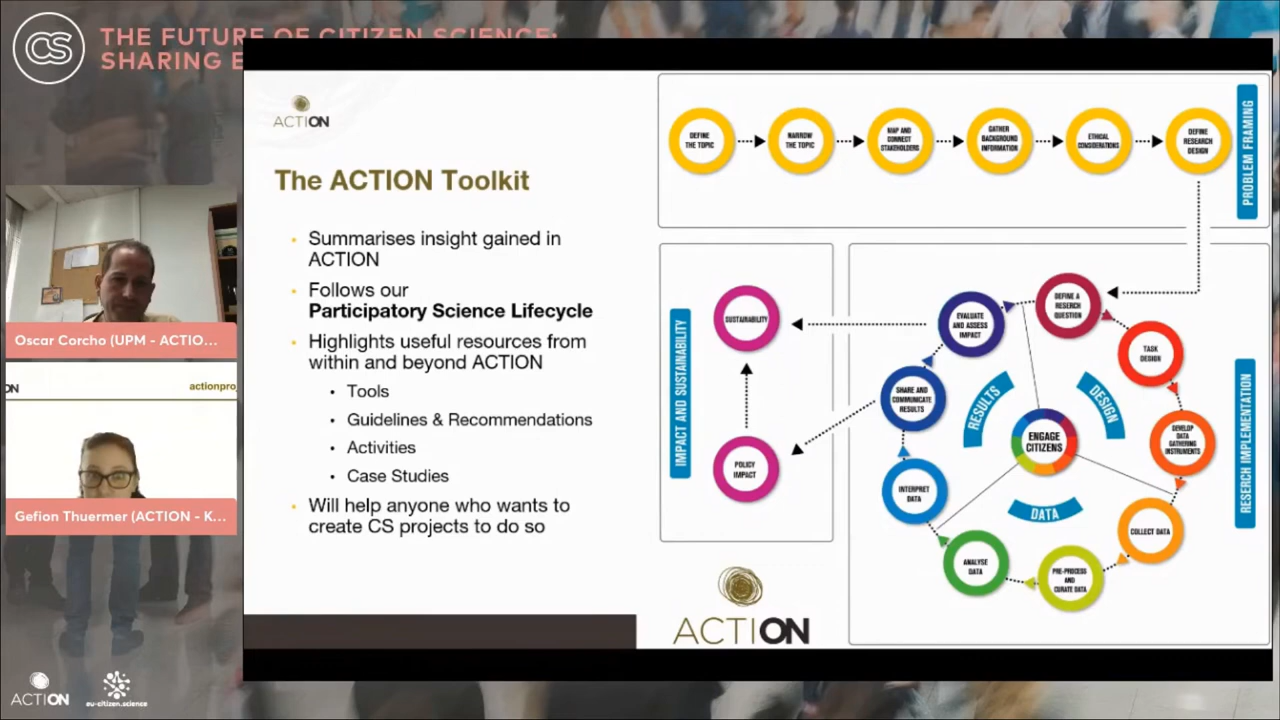 CS
THE FUTURE OF CITIZEN SCIENCE:
SHARING E
ACTION
The ACTION Toolkit
Summarises insight gained in
ACTION
Follows our
Participatory Science Lifecycle
Highlights useful resources from
within and beyond ACTION
Tools
Guidelines & Recommendations
Activities
Case Studies
Will help anyone who wants to
create CS projects to do so
DEFINE
THE TOPIC
NARROW
THE TOPIC
MAP AND
CONNECT
STAKEHOLDERS
GATHER
BACKGROUND
INFORMATION
ETHICAL
CONSIDERATIONS
DEFINE
RESEARCH
DESIGN
PROBLEM FRAMING
IMPACT AND SUSTAINABILITY
SUSTAINABILITY
POLICY
IMPACT
EVALUATE
AND ASSESS
IMPACT
DEFINE A
RESERCH
QUESTION
TASK
DESIGN
DEVELOP
DATA
GATHERING
INSTRUMENTS
COLLECT DATA
PRE-PROCESS
AND
CURATE DATA
ANALYSE
DATA
INTERPRET
DATA
SHARE AND
COMMUNICATE
RESULTS
RESULTS
DESIGN
DATA
ENGAGE
CITIZENS
RESEARCH IMPLEMENTATION
ACTION
Oscar Corcho (UPM - ACTIO...
ON
actionpro
Gefion Thuermer (ACTION - K...
ACTION
eu-citizen.science